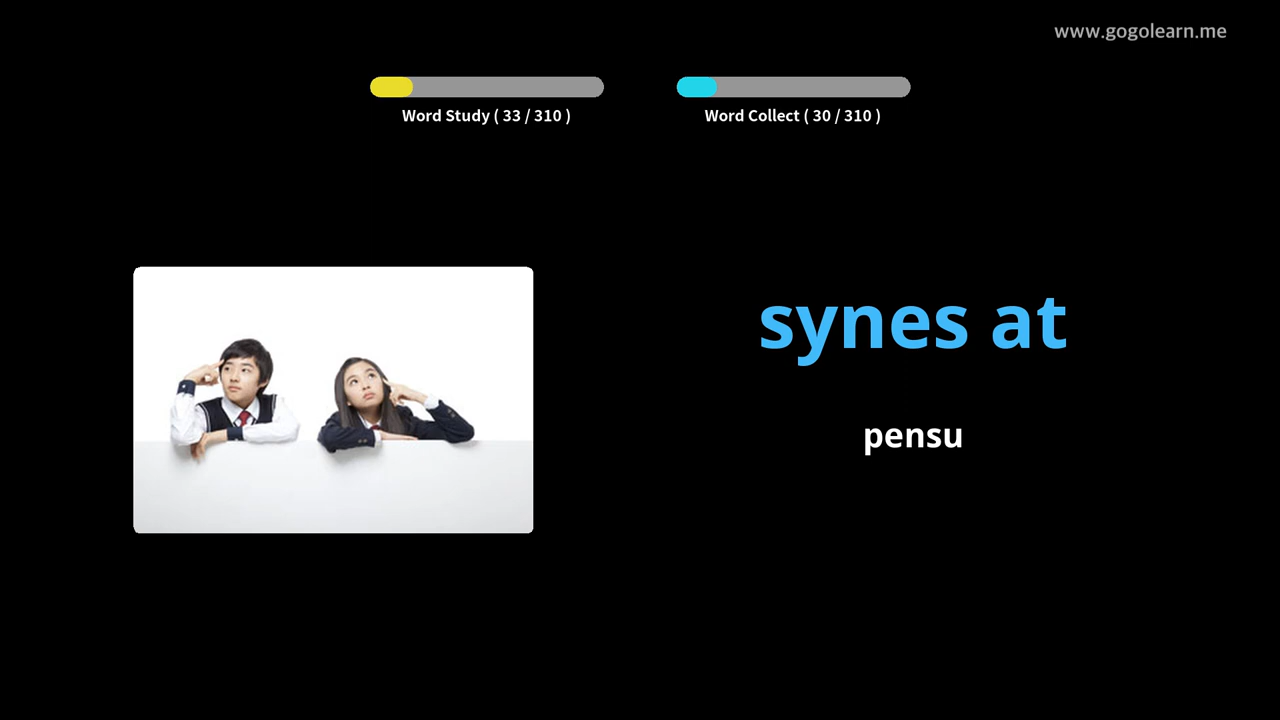 www.gogolearn.me
Word Study ( 33 / 310 )
Word Collect ( 30 / 310 )
synes at
pensu